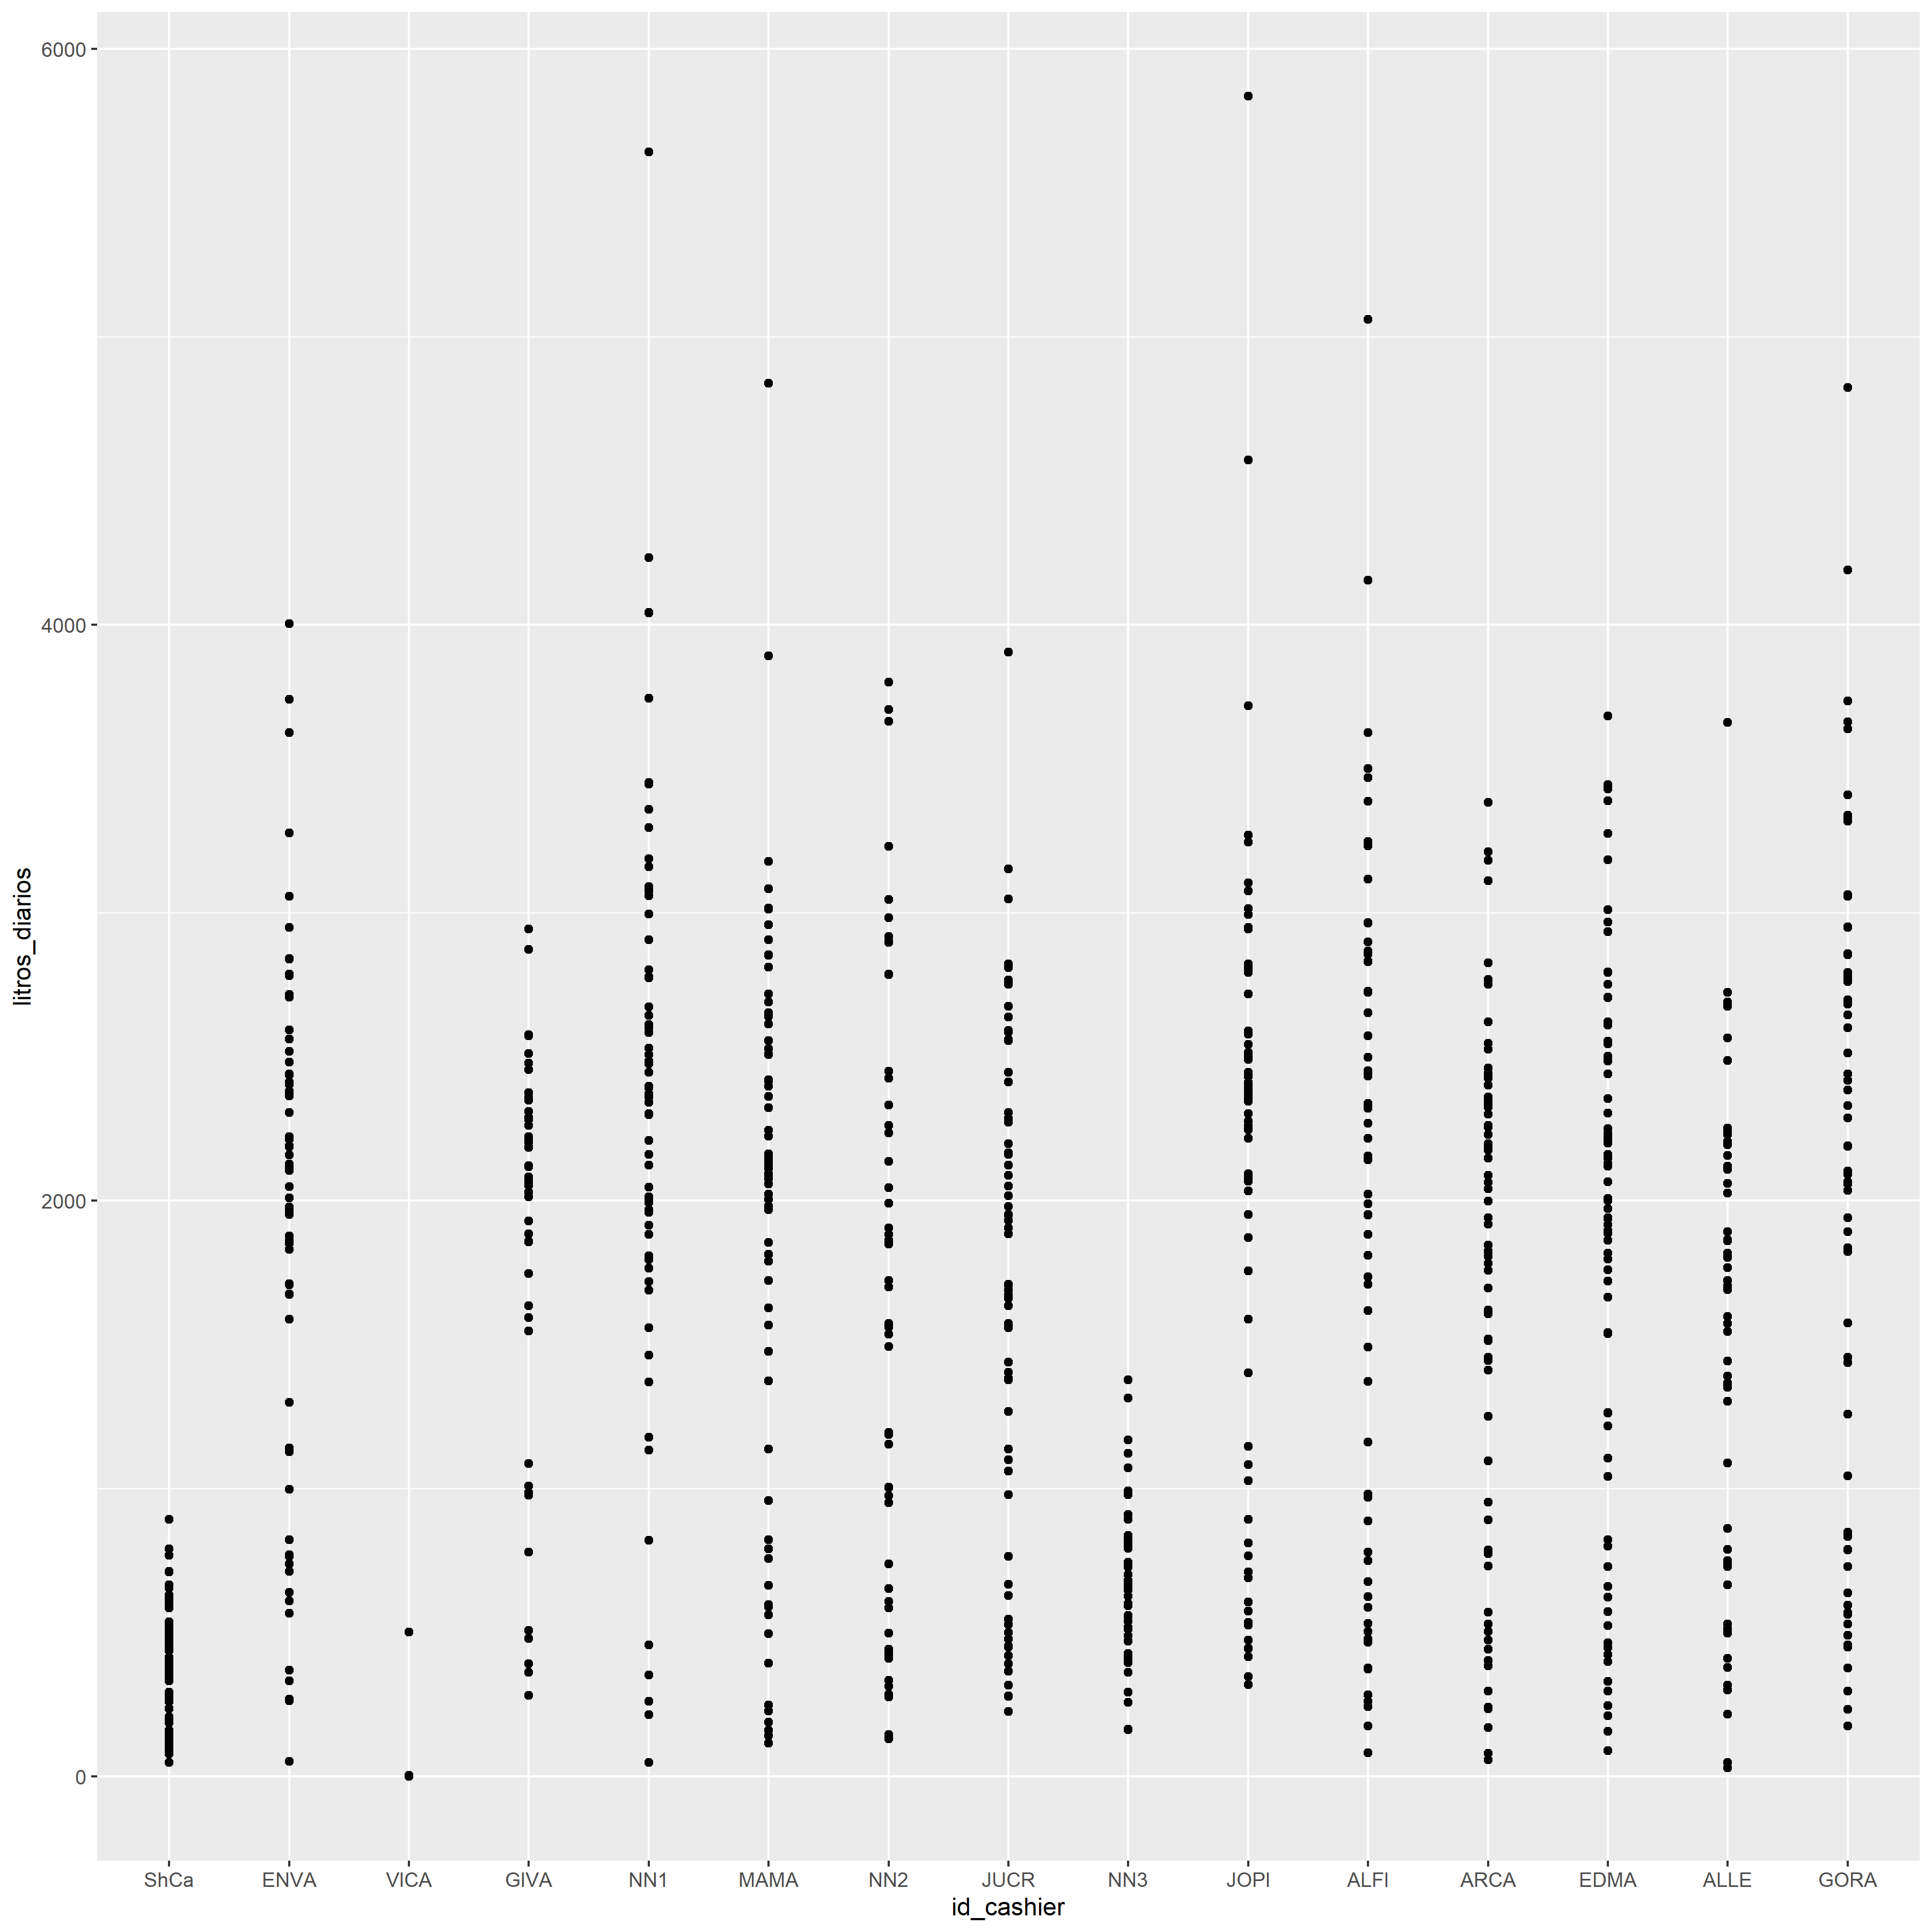 6000
4000
2000
0
litros_diarios
ShCa ENVA VICA GIVA NN1 MAMA NN2 JUCR NN3 JOPI ALFI ARCA EDMA ALLE GORA
id_cashier